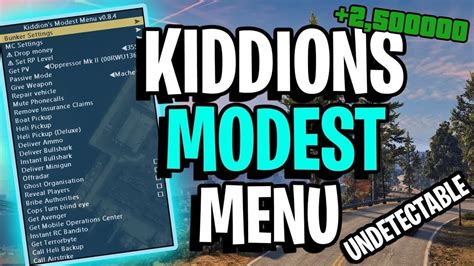 Kiddion's Modest Menu v0.8.4
Bunker Settings
MC Settings
⚠ Drop money
⚠ Set RP Level
Get PV
Oppressor Mk II
Passive Mode
Give Weapon
Repair vehicle
Mute Phonecalls
Remove Insurance Claims
Boat Pickup
Heli Pickup
Heli Pickup (Deluxe)
Deliver Ammo
Deliver Bullshark
Instant Bullshark
Deliver Minigun
Offradar
Ghost Organisation
Reveal Players
Bribe Authorities
Cops Turn blind eye
Get Avenger
Get Mobile Operations Center
Get Terrorbyte
Instant RC Bandito
Call Heli Backup
Call Airstrike
+2,500000
KIDDIONS
MODEST
MENU
UNDETECTABLE